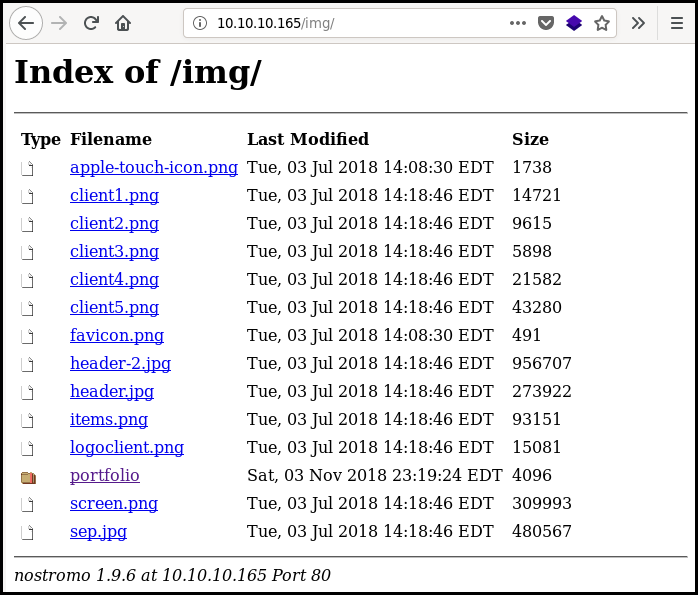 10.10.10.165/img/
Index of /img/
Type Filename Last Modified Size
apple-touch-icon.png Tue, 03 Jul 2018 14:08:30 EDT 1738
client1.png Tue, 03 Jul 2018 14:18:46 EDT 14721
client2.png Tue, 03 Jul 2018 14:18:46 EDT 9615
client3.png Tue, 03 Jul 2018 14:18:46 EDT 5898
client4.png Tue, 03 Jul 2018 14:18:46 EDT 21582
client5.png Tue, 03 Jul 2018 14:18:46 EDT 43280
favicon.png Tue, 03 Jul 2018 14:08:30 EDT 491
header-2.jpg Tue, 03 Jul 2018 14:18:46 EDT 956707
header.jpg Tue, 03 Jul 2018 14:18:46 EDT 273922
items.png Tue, 03 Jul 2018 14:18:46 EDT 93151
logoclient.png Tue, 03 Jul 2018 14:18:46 EDT 15081
portfolio Sat, 03 Nov 2018 23:19:24 EDT 4096
screen.png Tue, 03 Jul 2018 14:18:46 EDT 309993
sep.jpg Tue, 03 Jul 2018 14:18:46 EDT 480567
nostromo 1.9.6 at 10.10.10.165 Port 80